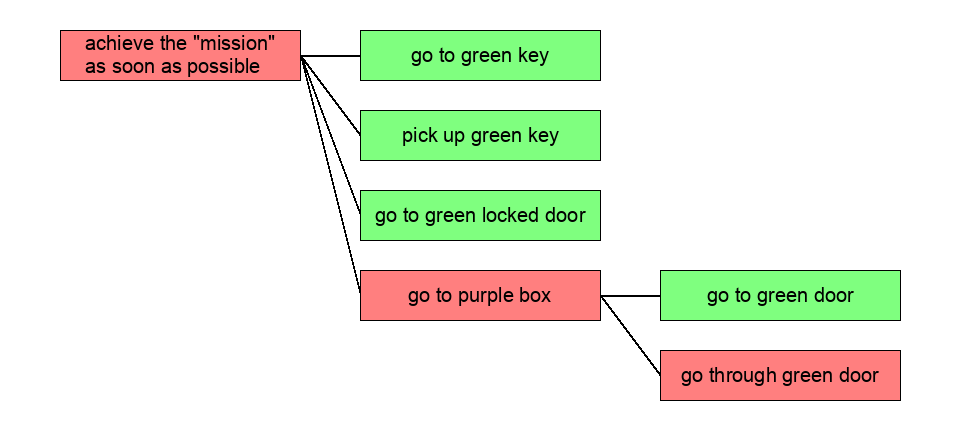 achieve the "mission"
as soon as possible
go to green key
pick up green key
go to green locked door
go to purple box
go to green door
go through green door